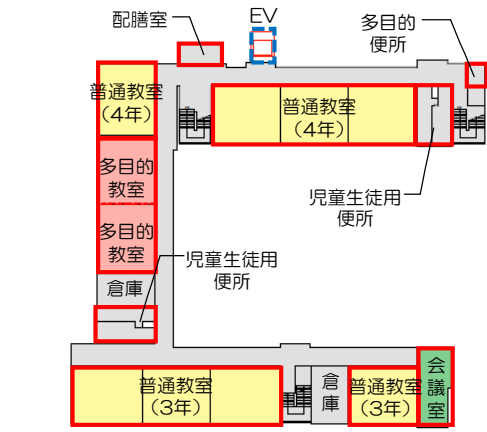 配膳室
EV
多目的
便所
普通教室
（4年）
普通教室
（4年）
多目的
教室
児童生徒用
便所
多目的
教室
児童生徒用
便所
倉庫
普通教室
（3年）
倉
庫
普通教室
（3年）
会
議
室